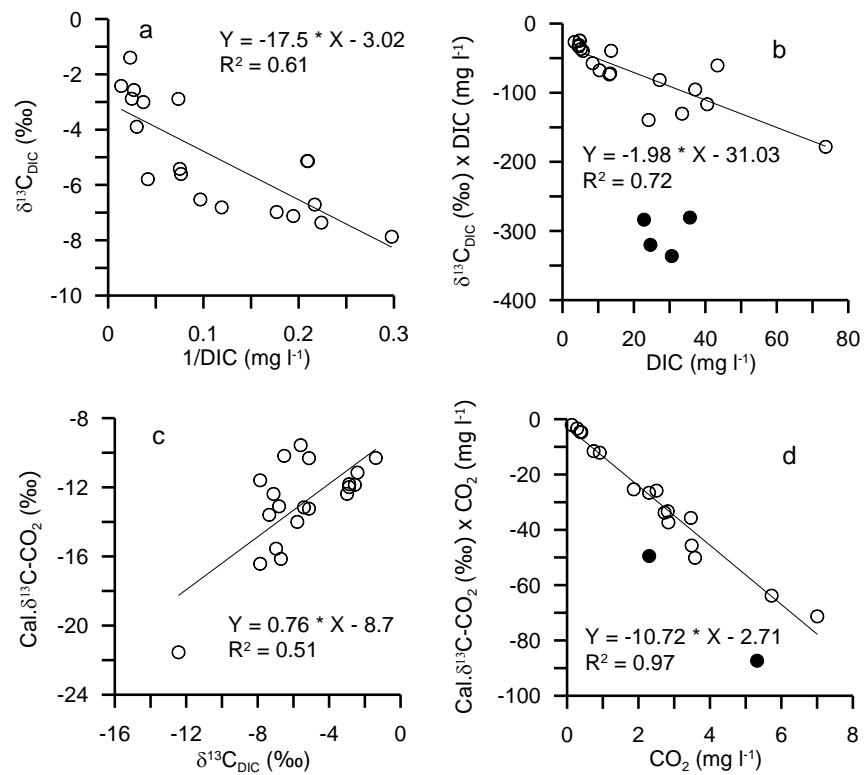 a
Y = -17.5 * X - 3.02
R² = 0.61
0
-2
-4
-6
-8
-10
δ¹³C_DIC (‰)
0 0.1 0.2 0.3
1/DIC (mg l⁻¹)
b
Y = -1.98 * X - 31.03
R² = 0.72
0
-100
-200
-300
-400
δ¹³C_DIC (‰) x DIC (mg l⁻¹)
0 20 40 60 80
DIC (mg l⁻¹)
c
Y = 0.76 * X - 8.7
R² = 0.51
-8
-12
-16
-20
-24
Cal.δ¹³C-CO₂ (‰)
-16 -12 -8 -4 0
δ¹³C_DIC (‰)
d
Y = -10.72 * X - 2.71
R² = 0.97
0
-20
-40
-60
-80
-100
Cal.δ¹³C-CO₂ (‰) x CO₂ (mg l⁻¹)
0 2 4 6 8
CO₂ (mg l⁻¹)